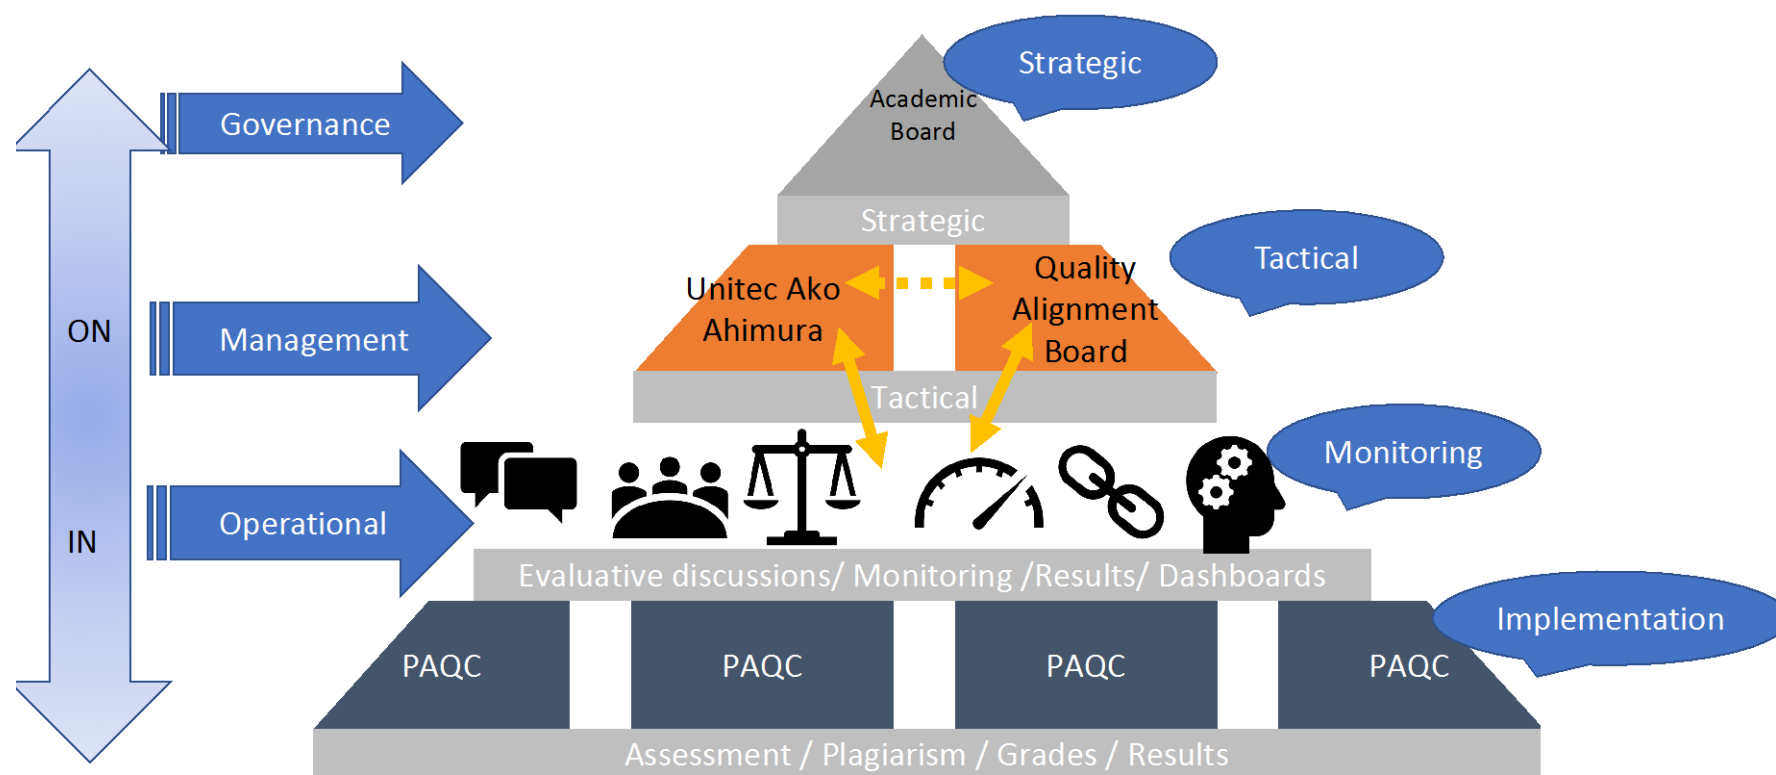 Strategic
Governance
Academic
Board
Strategic
Tactical
Unitec Ako
Ahimura
Quality
Alignment
Board
ON
Management
Tactical
Monitoring
IN
Operational
Evaluative discussions/ Monitoring /Results/ Dashboards
Implementation
PAQC
PAQC
PAQC
PAQC
Assessment / Plagiarism / Grades / Results